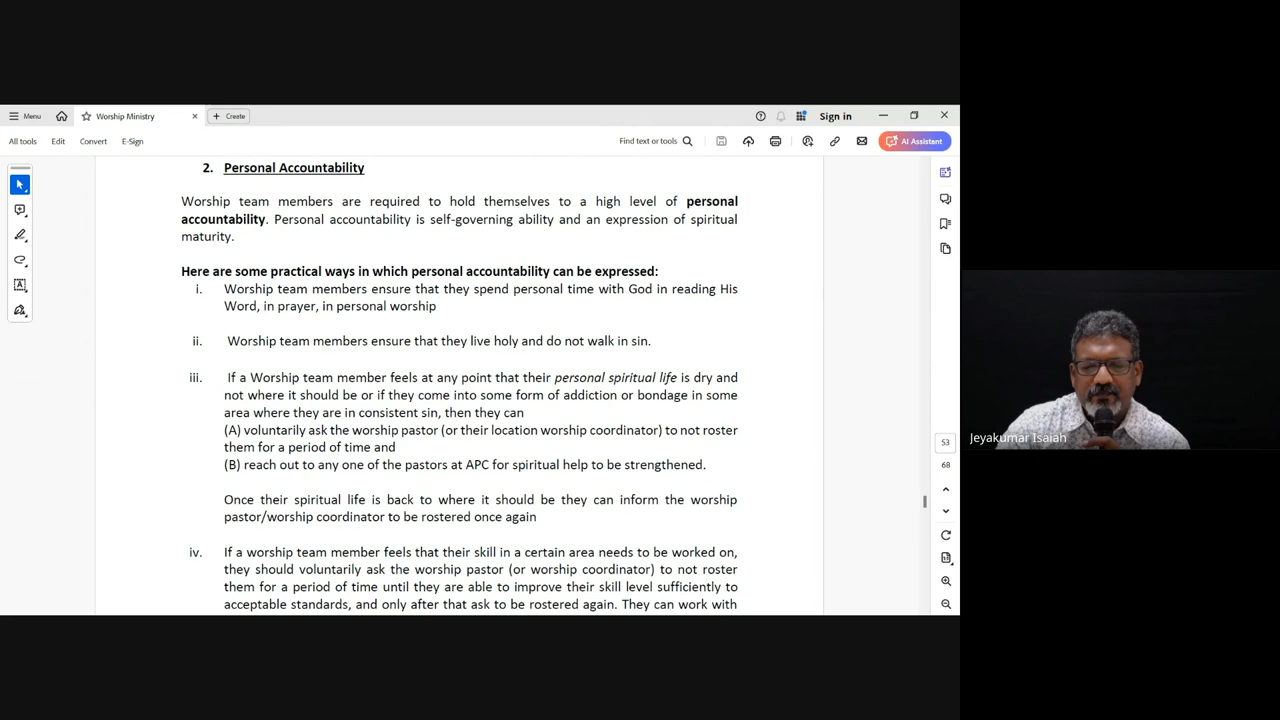 Menu
Worship Ministry
Create
Sign in
All tools
Edit
Convert
E-Sign
Find text or tools
AI Assistant
2. Personal Accountability
Worship team members are required to hold themselves to a high level of personal
accountability. Personal accountability is self-governing ability and an expression of spiritual
maturity.
Here are some practical ways in which personal accountability can be expressed:
i. Worship team members ensure that they spend personal time with God in reading His
Word, in prayer, in personal worship
ii. Worship team members ensure that they live holy and do not walk in sin.
iii. If a Worship team member feels at any point that their personal spiritual life is dry and
not where it should be or if they come into some form of addiction or bondage in some
area where they are in consistent sin, then they can
(A) voluntarily ask the worship pastor (or their location worship coordinator) to not roster
them for a period of time and
(B) reach out to any one of the pastors at APC for spiritual help to be strengthened.
Once their spiritual life is back to where it should be they can inform the worship
pastor/worship coordinator to be rostered once again
iv. If a worship team member feels that their skill in a certain area needs to be worked on,
they should voluntarily ask the worship pastor (or worship coordinator) to not roster
them for a period of time until they are able to improve their skill level sufficiently to
acceptable standards, and only after that ask to be rostered again. They can work with
53
68
Jeyakumar Isaiah